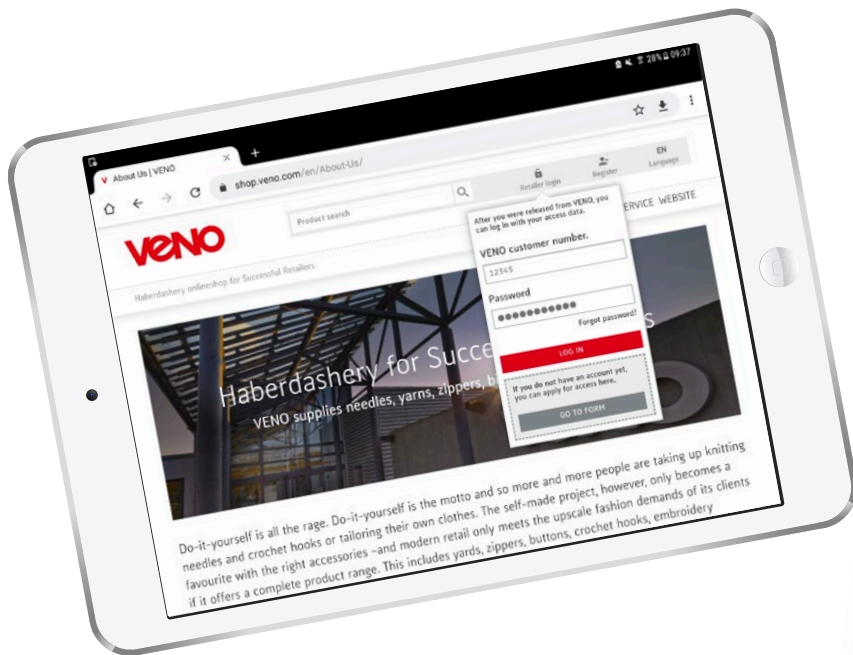 28% 09:37
About Us | VENO
shop.veno.com/en/About-Us/
Retailer login
Register
EN
Language
VENO
Product search
Haberdashery onlineshop for Successful Retailers
SERVICE WEBSITE
After you were released from VENO, you
can log in with your access data.
VENO customer number.
12345
Password
Forgot password?
LOG IN
If you do not have an account yet,
you can apply for access here.
GO TO FORM
Haberdashery for Succe s
VENO supplies needles, yarns, zippers, b
Do-it-yourself is all the rage. Do-it-yourself is the motto and so more and more people are taking up knitting
needles and crochet hooks or tailoring their own clothes. The self-made project, however, only becomes a
favourite with the right accessories –and modern retail only meets the upscale fashion demands of its clients
if it offers a complete product range. This includes yards, zippers, buttons, crochet hooks, embroidery